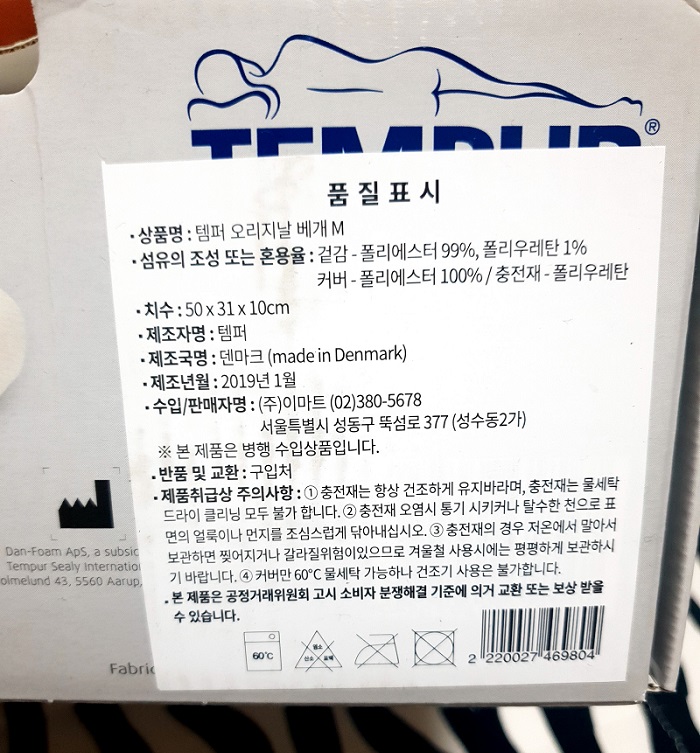 TEMPUR®
품질표시
· 상품명 : 템퍼 오리지날 베개 M
· 섬유의 조성 또는 혼용율 : 겉감 - 폴리에스터 99%, 폴리우레탄 1%
커버 - 폴리에스터 100% / 충전재 - 폴리우레탄
· 치수 : 50 x 31 x 10cm
· 제조자명 : 템퍼
· 제조국명 : 덴마크 (made in Denmark)
· 제조년월 : 2019년 1월
· 수입/판매자명 : (주)이마트 (02)380-5678
서울특별시 성동구 뚝섬로 377 (성수동2가)
※ 본 제품은 병행 수입상품입니다.
· 반품 및 교환 : 구입처
· 제품취급상 주의사항 : ① 충전재는 항상 건조하게 유지바라며, 충전재는 물세탁
드라이 클리닝 모두 불가 합니다. ② 충전재 오염시 통기 시키거나 탈수한 천으로 표
면의 얼룩이나 먼지를 조심스럽게 닦아내십시오. ③ 충전재의 경우 저온에서 말아서
보관하면 찢어지거나 갈라질위험이있으므로 겨울철 사용시에는 평평하게 보관하시
기 바랍니다. ④ 커버만 60℃ 물세탁 가능하나 건조기 사용은 불가합니다.
· 본 제품은 공정거래위원회 고시 소비자 분쟁해결 기준에 의거 교환 또는 보상 받을
수 있습니다.
60℃
염소
산소 표백
2 220027 469804
Dan-Foam ApS, a subsid
Tempur Sealy Internatio
olmelund 43, 5560 Aarup,
Fabric